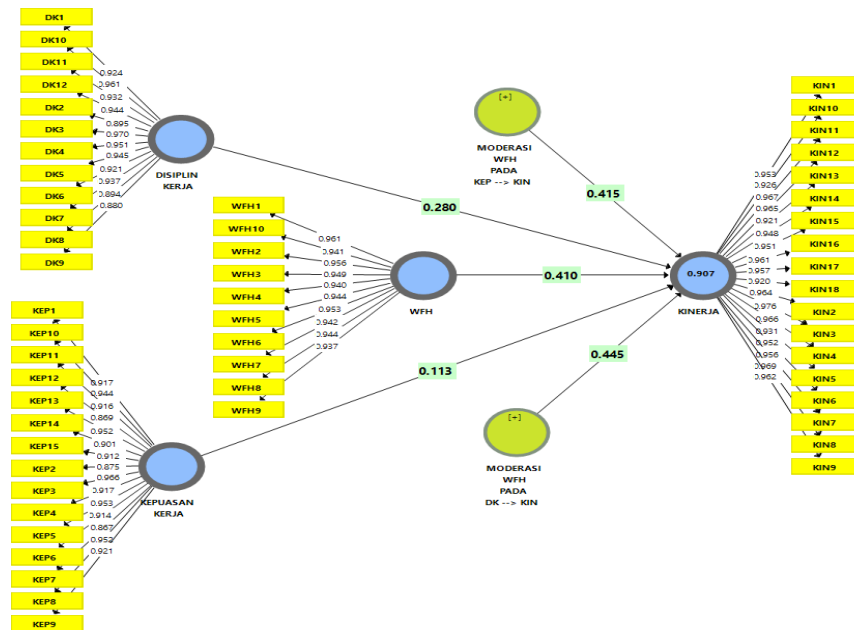 DK1
DK10
DK11
DK12
DK2
DK3
DK4
DK5
DK6
DK7
DK8
DK9
0.924
0.961
0.932
0.944
0.895
0.970
0.951
0.945
0.921
0.937
0.894
0.880
DISIPLIN
KERJA
KEP1
KEP10
KEP11
KEP12
KEP13
KEP14
KEP15
KEP2
KEP3
KEP4
KEP5
KEP6
KEP7
KEP8
KEP9
0.917
0.944
0.916
0.869
0.952
0.901
0.912
0.875
0.966
0.917
0.953
0.914
0.867
0.952
0.921
KEPUASAN
KERJA
WFH1
WFH10
WFH2
WFH3
WFH4
WFH5
WFH6
WFH7
WFH8
WFH9
0.961
0.941
0.956
0.949
0.940
0.944
0.953
0.942
0.944
0.937
WFH
[+]
MODERASI
WFH
PADA
KEP --> KIN
[+]
MODERASI
WFH
PADA
DK --> KIN
0.280
0.415
0.410
0.113
0.445
0.907
KINERJA
0.953
0.926
0.967
0.965
0.921
0.948
0.951
0.961
0.957
0.920
0.964
0.976
0.966
0.931
0.952
0.956
0.969
0.962
KIN1
KIN10
KIN11
KIN12
KIN13
KIN14
KIN15
KIN16
KIN17
KIN18
KIN2
KIN3
KIN4
KIN5
KIN6
KIN7
KIN8
KIN9